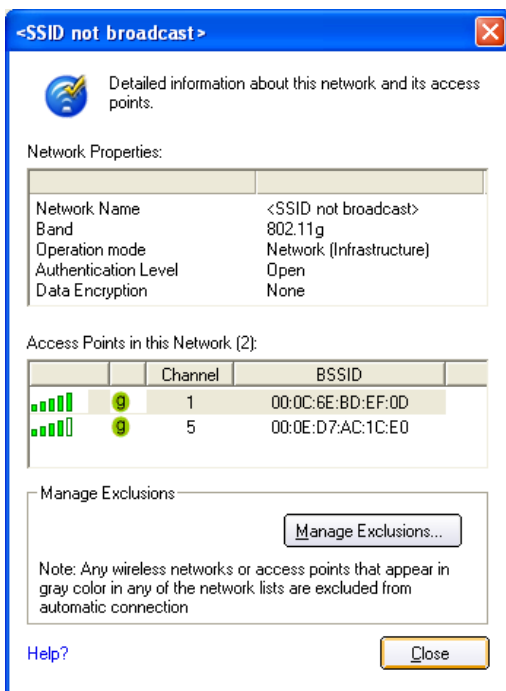 <SSID not broadcast>
Detailed information about this network and its access
points.
Network Properties:
Network Name <SSID not broadcast>
Band 802.11g
Operation mode Network (Infrastructure)
Authentication Level Open
Data Encryption None
Access Points in this Network (2):
Channel BSSID
g 1 00:0C:6E:BD:EF:0D
g 5 00:0E:D7:AC:1C:E0
Manage Exclusions
Manage Exclusions...
Note: Any wireless networks or access points that appear in
gray color in any of the network lists are excluded from
automatic connection
Help?
Close